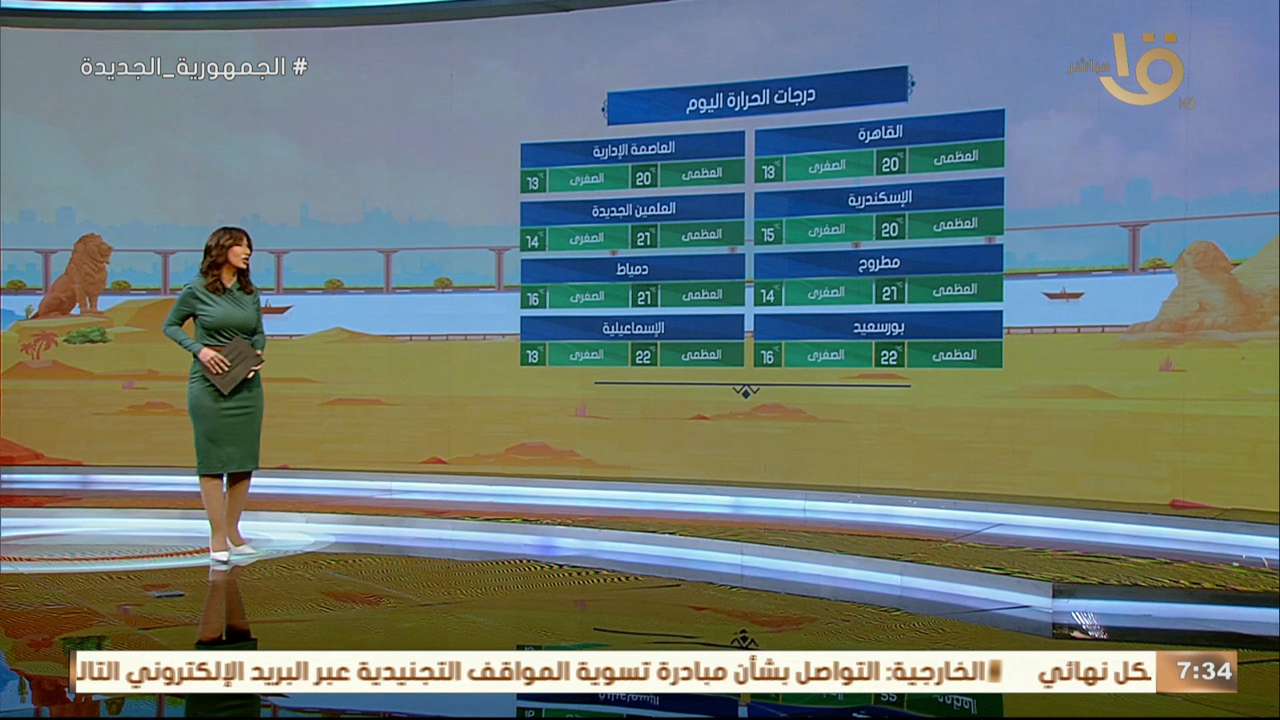 # الجمهورية_الجديدة
مباشر
HD
درجات الحرارة اليوم
القاهرة
العظمى 20°c الصغرى 13°c
العاصمة الإدارية
العظمى 20°c الصغرى 13°c
الإسكندرية
العظمى 20°c الصغرى 15°c
العلمين الجديدة
العظمى 21°c الصغرى 14°c
مطروح
العظمى 21°c الصغرى 14°c
دمياط
العظمى 21°c الصغرى 16°c
بورسعيد
العظمى 22°c الصغرى 16°c
الإسماعيلية
العظمى 22°c الصغرى 13°c
7:34 كل نهائي الخارجية: التواصل بشأن مبادرة تسوية المواقف التجنيدية عبر البريد الإلكتروني التال